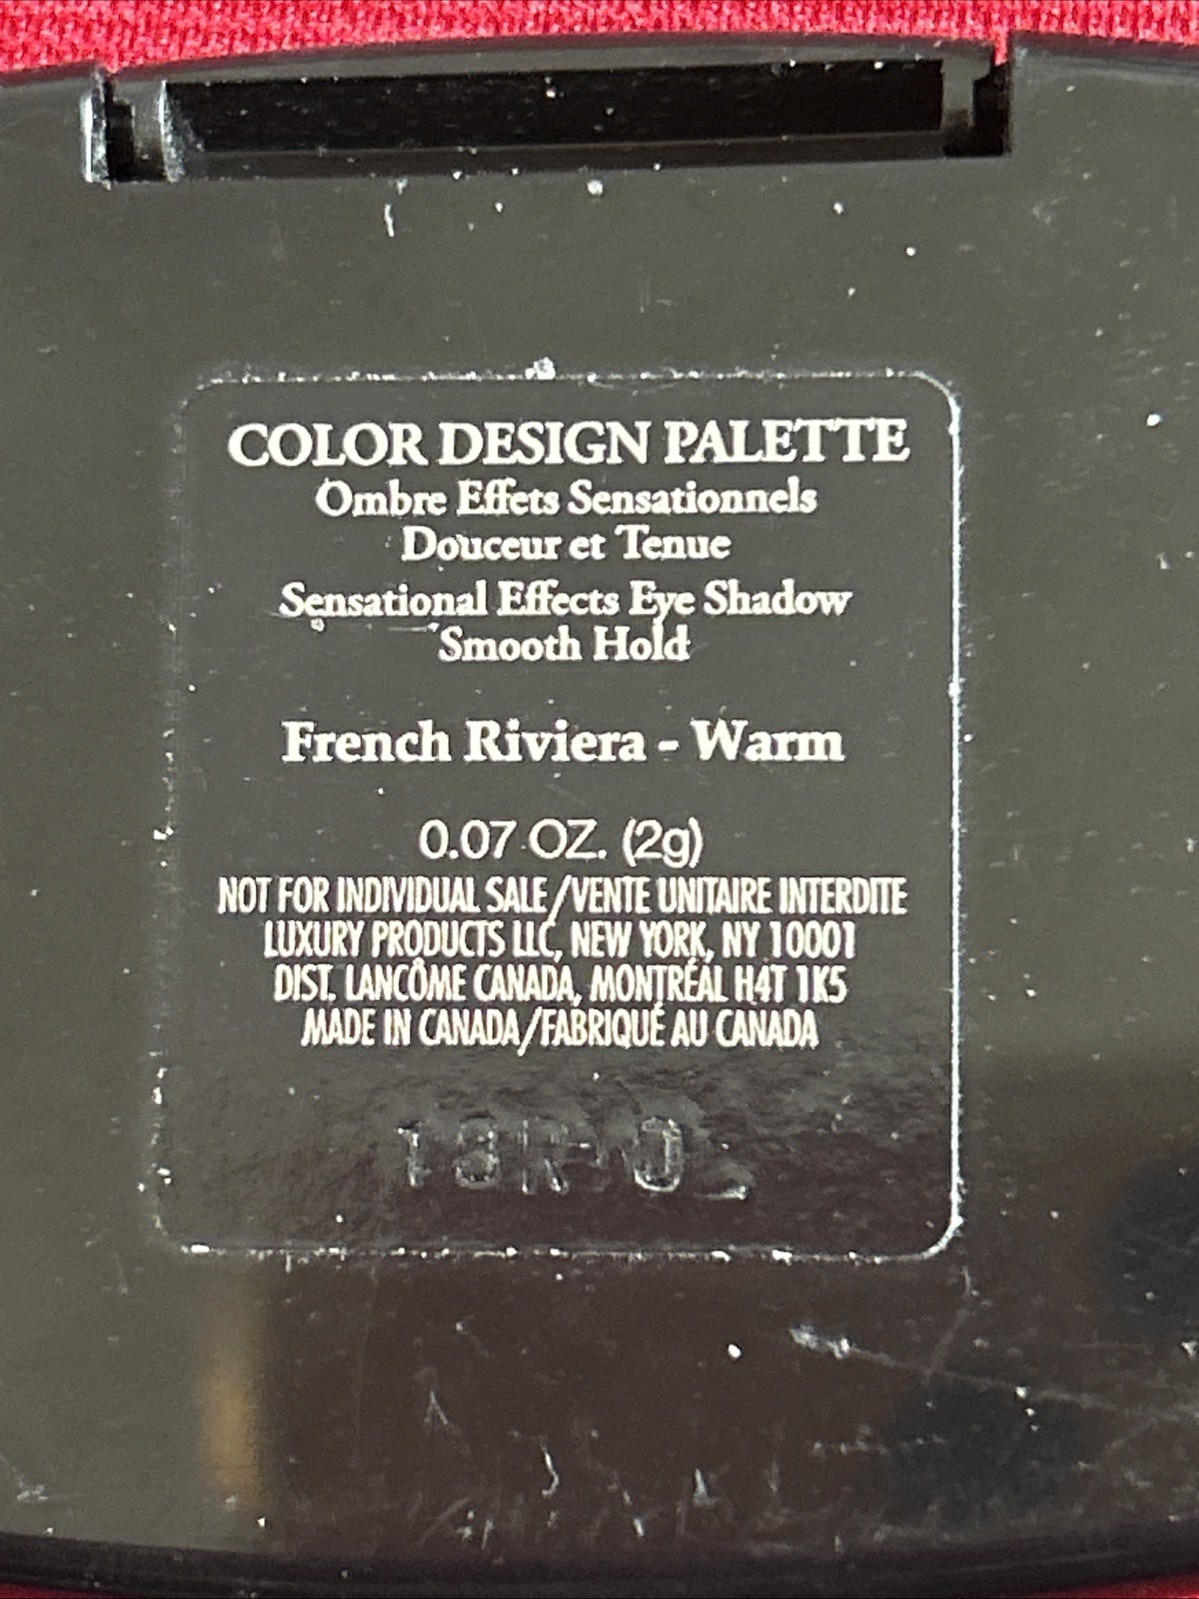 COLOR DESIGN PALETTE
Ombre Effets Sensationnels
Douceur et Tenue
Sensational Effects Eye Shadow
Smooth Hold
French Riviera - Warm
0.07 OZ. (2g)
NOT FOR INDIVIDUAL SALE/VENTE UNITAIRE INTERDITE
LUXURY PRODUCTS LLC, NEW YORK, NY 10001
DIST. LANCÔME CANADA, MONTRÉAL H4T 1K5
MADE IN CANADA/FABRIQUÉ AU CANADA